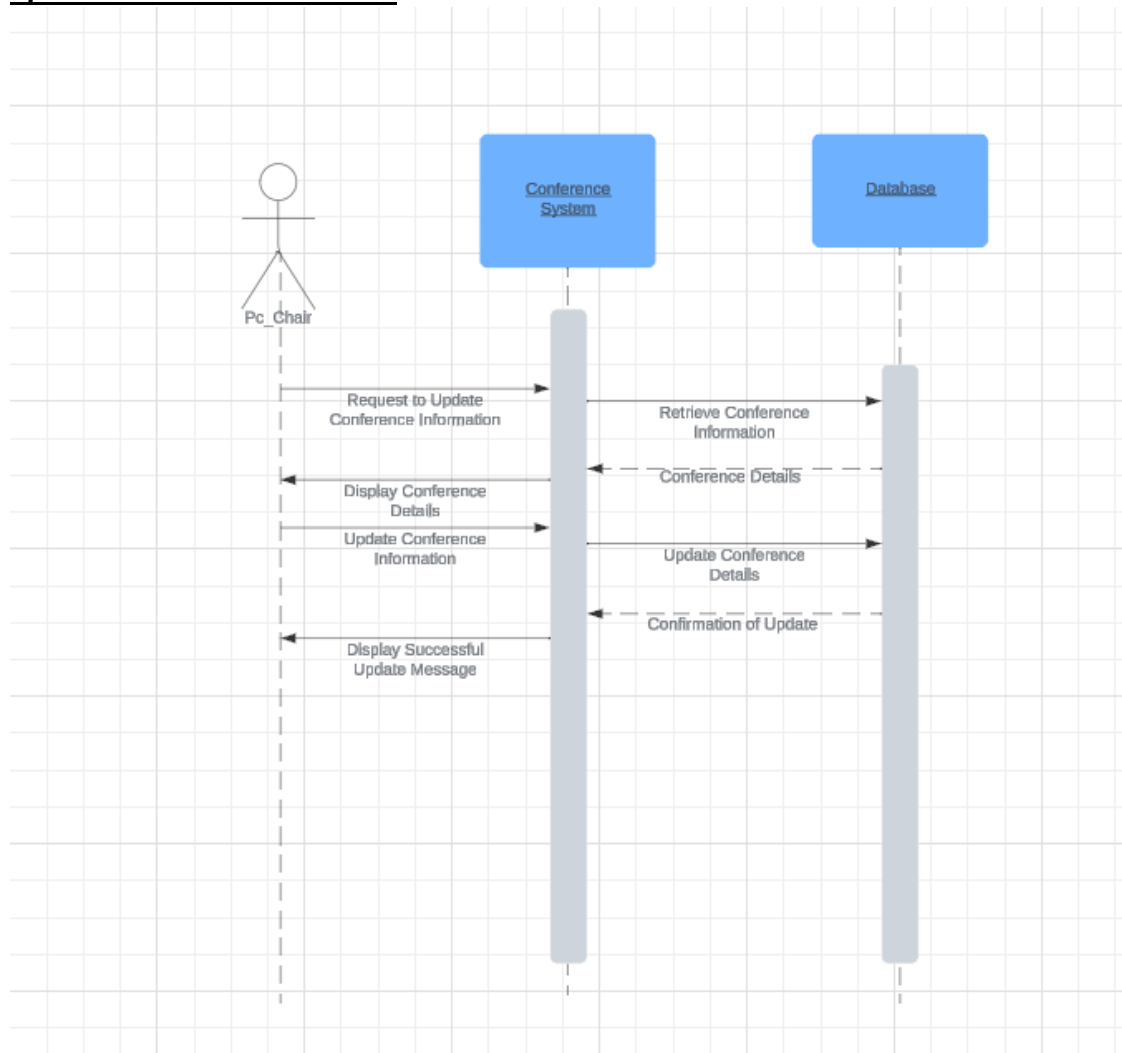 Conference
System
Database
Pc_Chair
Request to Update
Conference Information
Retrieve Conference
Information
Conference Details
Display Conference
Details
Update Conference
Information
Update Conference
Details
Confirmation of Update
Display Successful
Update Message